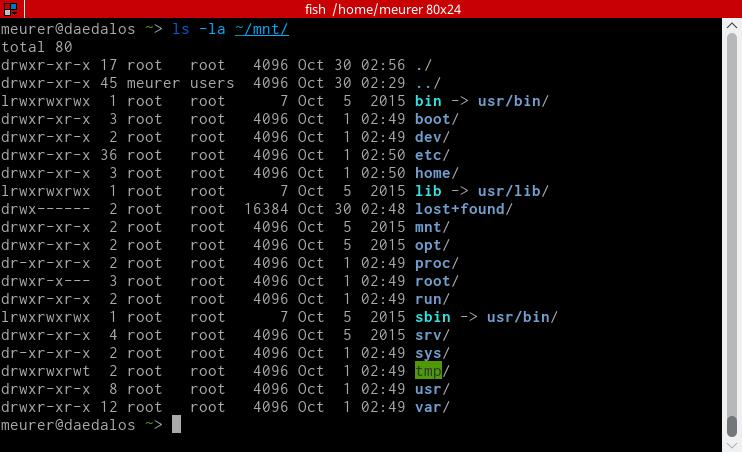 fish /home/meurer 80x24
meurer@daedalos ~> ls -la ~/mnt/
total 80
drwxr-xr-x 17 root   root   4096 Oct 30 02:56 ./
drwxr-xr-x 45 meurer users  4096 Oct 30 02:29 ../
lrwxrwxrwx  1 root   root      7 Oct  5  2015 bin -> usr/bin/
drwxr-xr-x  3 root   root   4096 Oct  1 02:49 boot/
drwxr-xr-x  2 root   root   4096 Oct  1 02:49 dev/
drwxr-xr-x 36 root   root   4096 Oct  1 02:50 etc/
drwxr-xr-x  3 root   root   4096 Oct  1 02:50 home/
lrwxrwxrwx  1 root   root      7 Oct  5  2015 lib -> usr/lib/
drwx------  2 root   root  16384 Oct 30 02:48 lost+found/
drwxr-xr-x  2 root   root   4096 Oct  5  2015 mnt/
drwxr-xr-x  2 root   root   4096 Oct  5  2015 opt/
dr-xr-xr-x  2 root   root   4096 Oct  1 02:49 proc/
drwxr-x---  3 root   root   4096 Oct  1 02:49 root/
drwxr-xr-x  2 root   root   4096 Oct  1 02:49 run/
lrwxrwxrwx  1 root   root      7 Oct  5  2015 sbin -> usr/bin/
drwxr-xr-x  4 root   root   4096 Oct  5  2015 srv/
dr-xr-xr-x  2 root   root   4096 Oct  1 02:49 sys/
drwxrwxrwt  2 root   root   4096 Oct  1 02:49 tmp/
drwxr-xr-x  8 root   root   4096 Oct  1 02:49 usr/
drwxr-xr-x 12 root   root   4096 Oct  1 02:49 var/
meurer@daedalos ~>